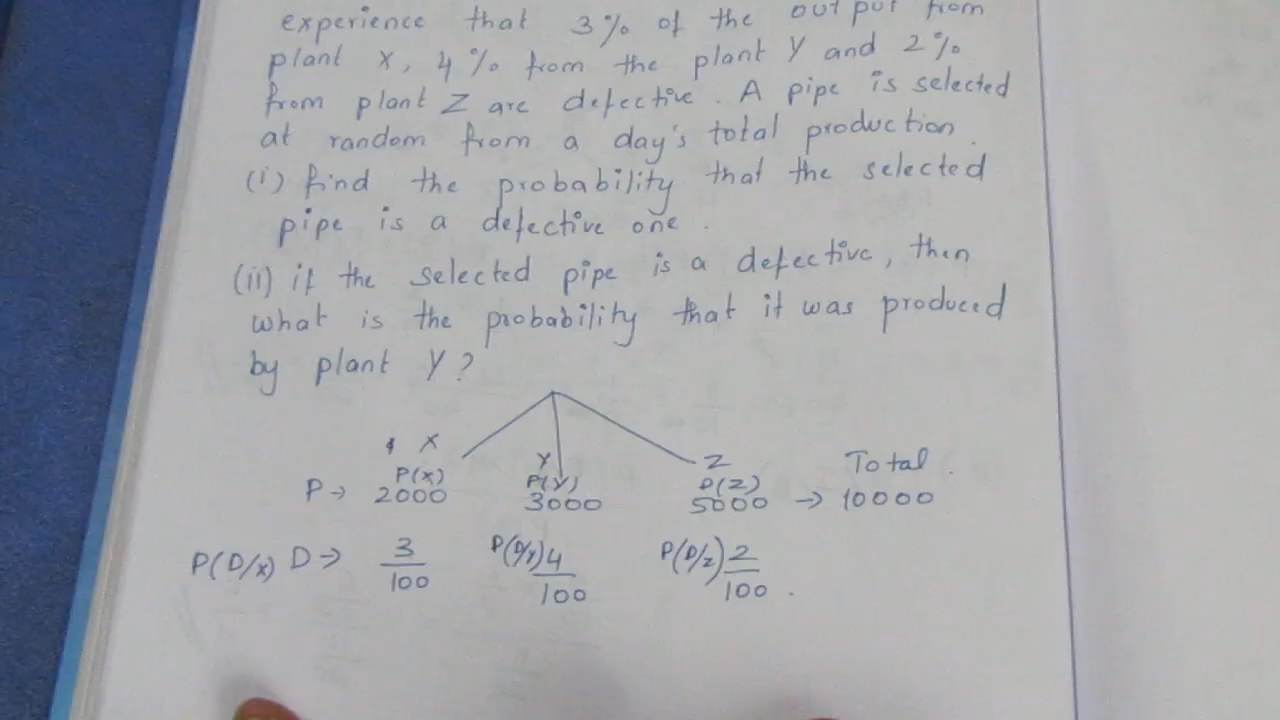 experience that 3% of the output from
plant X, 4% from the plant Y and 2%
from plant Z are defective. A pipe is selected
at random from a day's total production.
(i) find the probability that the selected
pipe is a defective one.
(ii) if the selected pipe is a defective, then
what is the probability that it was produced
by plant Y?
X Y Z Total.
P(X) P(Y) P(Z)
P → 2000 3000 5000 → 10000
P(D/X) D → 3/100 P(D/Y) 4/100 P(D/Z) 2/100.